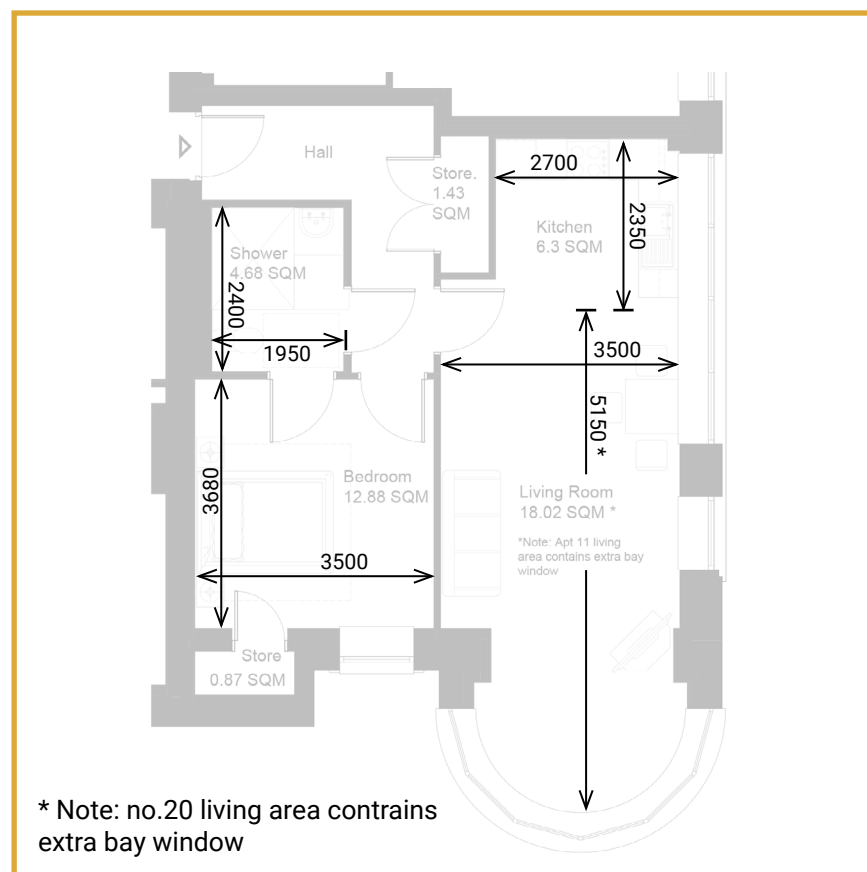 Hall
Store.
1.43
SQM
2700
2350
Kitchen
6.3 SQM
Shower
4.68 SQM
2400
1950
3500
5150 *
Bedroom
12.88 SQM
3680
3500
Living Room
18.02 SQM *
*Note: Apt 11 living
area contains extra bay
window
Store
0.87 SQM
* Note: no.20 living area contrains
extra bay window